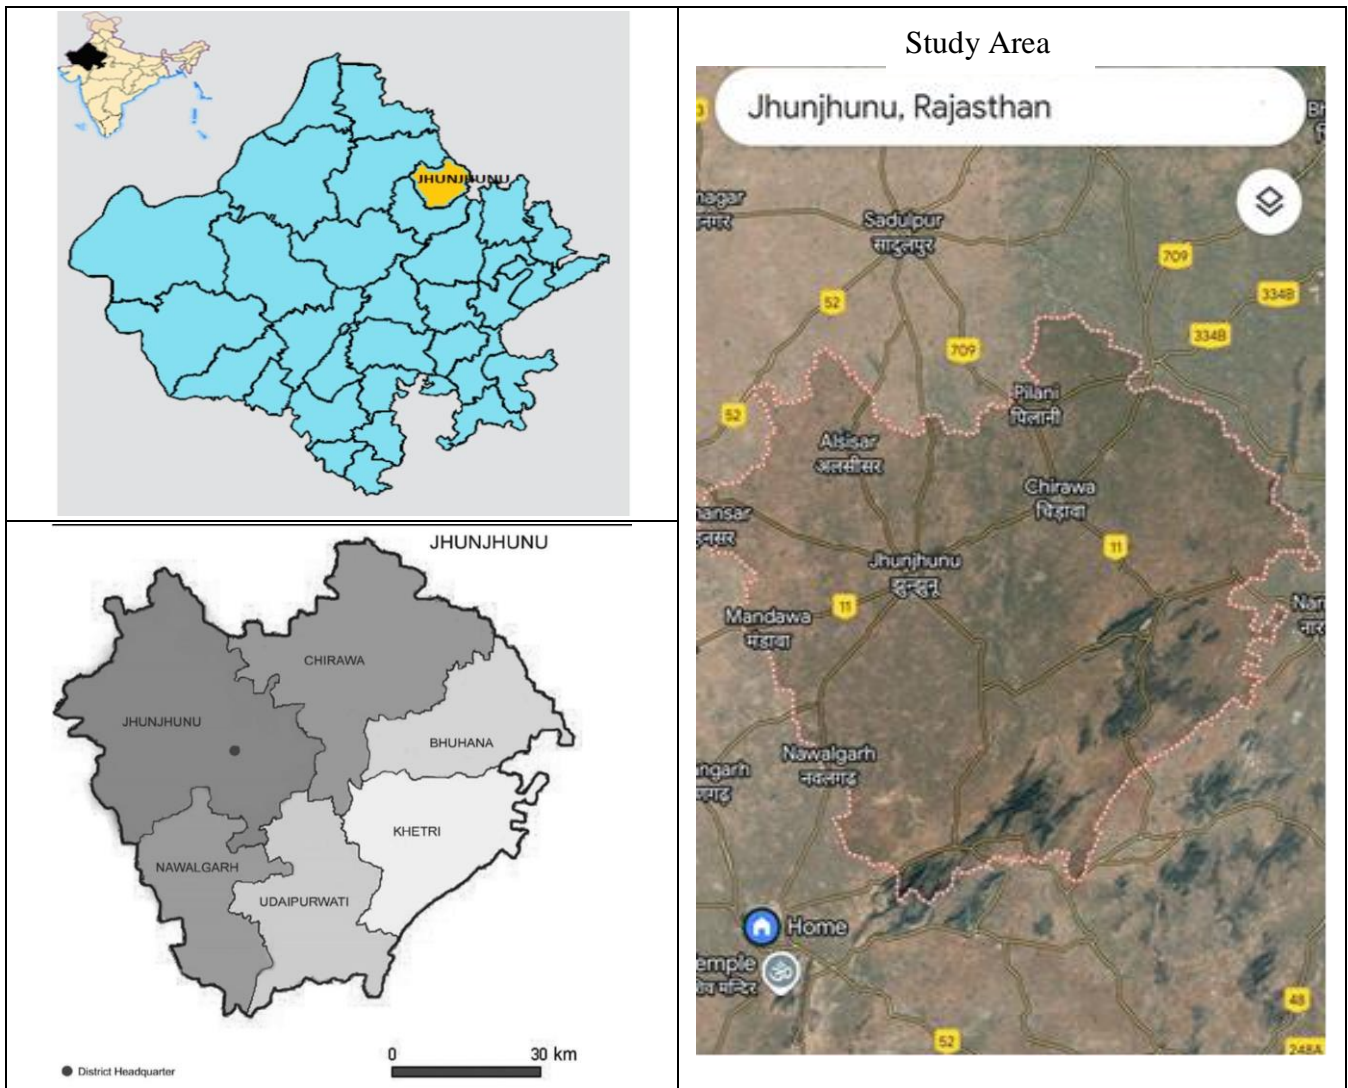 JHUNJHUNU
JHUNJHUNU
CHIRAWA
JHUNJHUNU
BHUHANA
KHETRI
NAWALGARH
UDAIPURWATI
0 30 km
District Headquarter
Study Area
Jhunjhunu, Rajasthan
Sadulpur
सादुलपुर
709
334B
52
334B
709
Pilani
पिलानी
52
Alsisar
अलसीसर
Chirawa
चिड़ावा
11
Jhunjhunu
झुन्झुनू
11
Mandawa
मंडावा
Nawalgarh
नवलगढ़
Home
48
52
248A